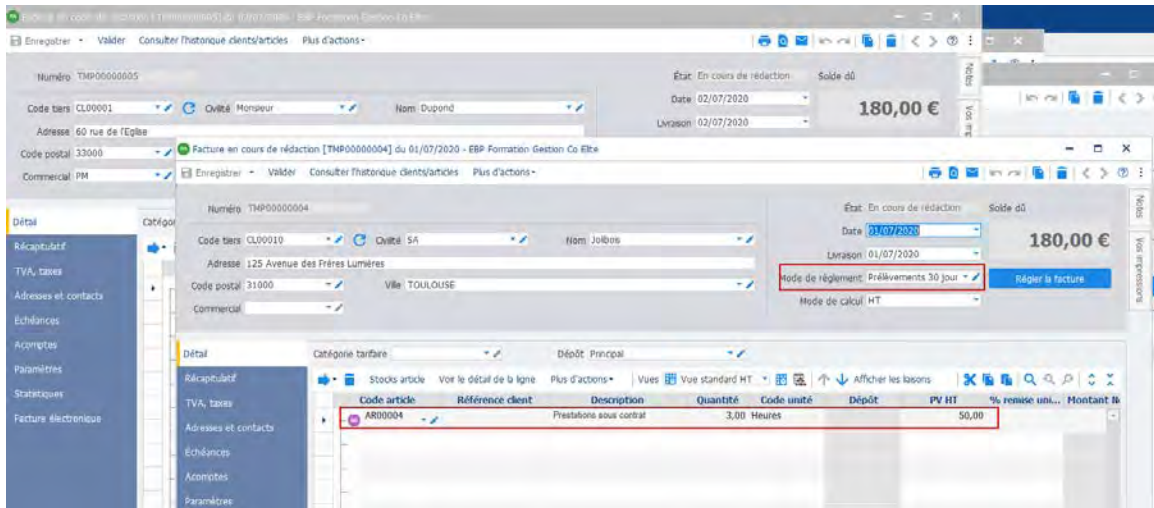 Enregistrer Valider Consulter l'historique clients/articles Plus d'actions
Numéro TMP00000005 État En cours de rédaction Solde dû
Notes
Code tiers CL00001 Civilité Monsieur Nom Dupond Date 02/07/2020 180,00 €
Adresse 60 rue de l'Eglise Livraison 02/07/2020
Code postal 33000
Commercial PM
Détail
Récapitulatif
TVA, taxes
Adresses et contacts
Echéances
Acomptes
Paramètres
Statistiques
Facture électronique
Facture en cours de rédaction [TMP00000004] du 01/07/2020 - EBP Formation Gestion Co Elite
Enregistrer Valider Consulter l'historique clients/articles Plus d'actions
Numéro TMP00000004 État En cours de rédaction Solde dû
Notes
Code tiers CL00010 Civilité SA Nom Jolibois Date 01/07/2020 180,00 €
Adresse 125 Avenue des Frères Lumières Livraison 01/07/2020
Vos impressions
Code postal 31000 Ville TOULOUSE Mode de règlement Prélèvements 30 jour Régler la facture
Commercial Mode de calcul HT
Détail Catégorie tarifaire Dépôt Principal
Récapitulatif Stocks article Voir le détail de la ligne Plus d'actions Vues Vue standard HT Afficher les liaisons
TVA, taxes Code article Référence client Description Quantité Code unité Dépôt PV HT % remise uni... Montant
AR00004 Prestations sous contrat 3,00 Heures 50,00
Adresses et contacts
Echéances
Acomptes
Paramètres